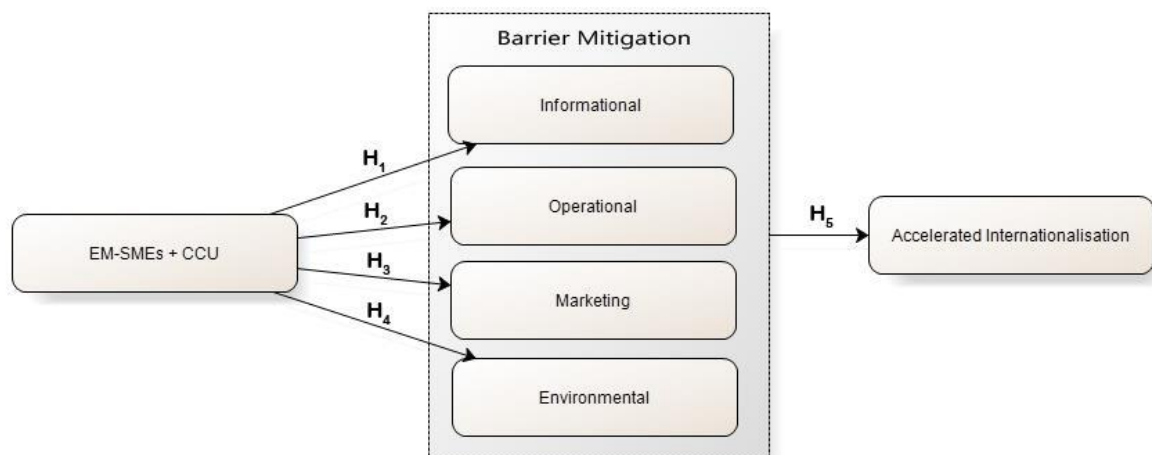 Barrier Mitigation
Informational
H₁
Operational
H₂
EM-SMEs + CCU
H₃
Marketing
H₄
Environmental
H₅
Accelerated Internationalisation